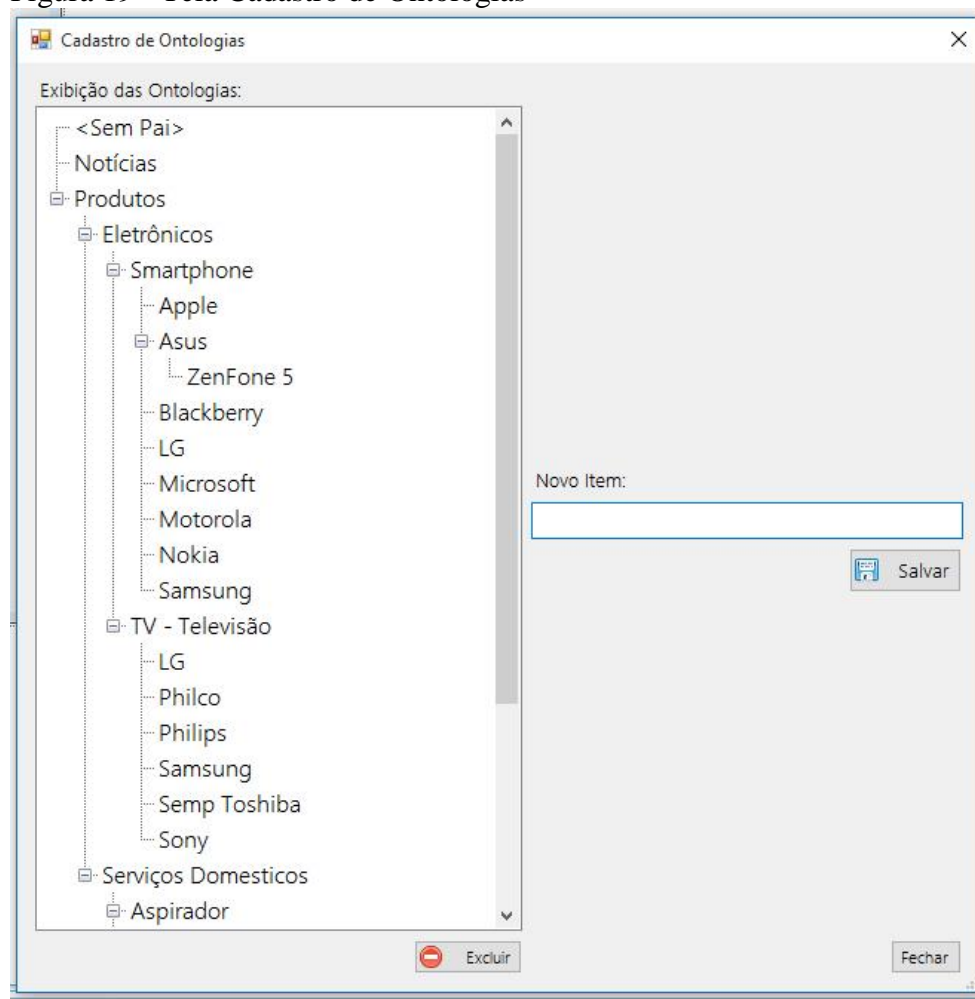 Figura 19 - Tela Cadastro de Ontologias
Cadastro de Ontologias
Exibição das Ontologias:
<Sem Pai>
Notícias
Produtos
Eletrônicos
Smartphone
Apple
Asus
ZenFone 5
Blackberry
LG
Microsoft
Motorola
Nokia
Samsung
TV - Televisão
LG
Philco
Philips
Samsung
Semp Toshiba
Sony
Serviços Domesticos
Aspirador
Novo Item:
Salvar
Excluir
Fechar